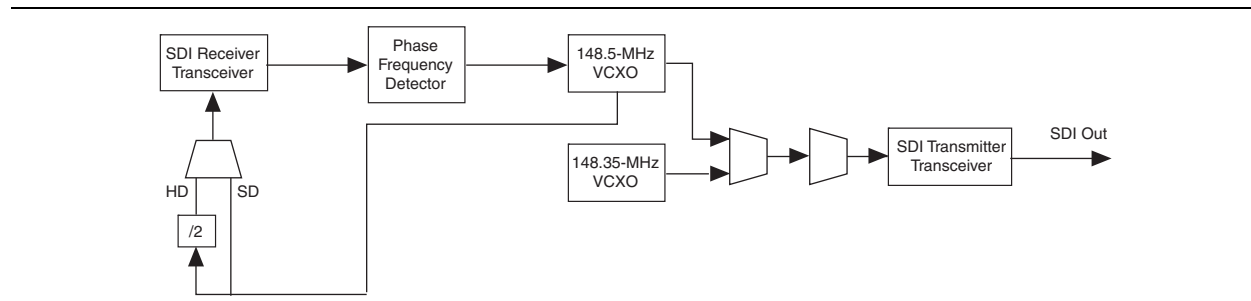 SDI Receiver
Transceiver
Phase
Frequency
Detector
148.5-MHz
VCXO
148.35-MHz
VCXO
SDI Transmitter
Transceiver
SDI Out
HD
SD
/2